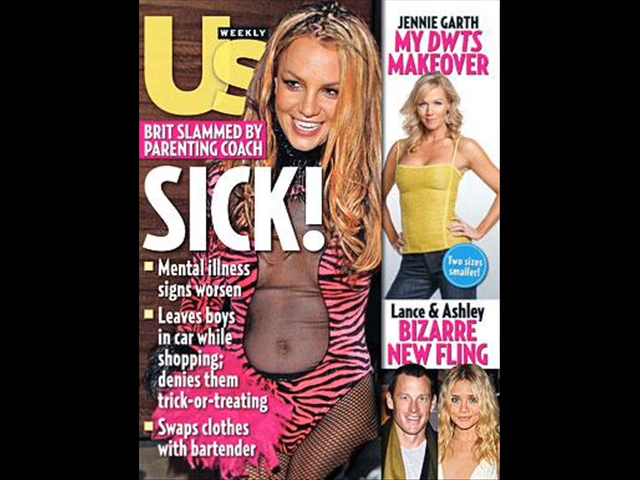 Us
WEEKLY
BRIT SLAMMED BY
PARENTING COACH
SICK!
Mental illness
signs worsen
Leaves boys
in car while
shopping;
denies them
trick-or-treating
Swaps clothes
with bartender
JENNIE GARTH
MY DWTS
MAKEOVER
Two sizes
smaller!
Lance & Ashley
BIZARRE
NEW FLING